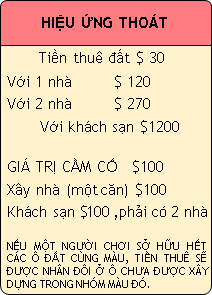 HIỆU ỨNG THOÁT
Tiền thuê đất $ 30
Với 1 nhà $ 120
Với 2 nhà $ 270
Với khách sạn $1200
GIÁ TRỊ CẦM CỐ $100
Xây nhà (một căn) $100
Khách sạn $100 ,phải có 2 nhà
NẾU MỘT NGƯỜI CHƠI SỞ HỮU HẾT
CÁC Ô ĐẤT CÙNG MÀU, TIỀN THUÊ SẼ
ĐƯỢC NHÂN ĐÔI Ở Ô CHƯA ĐƯỢC XÂY
DỰNG TRONG NHÓM MÀU ĐÓ.